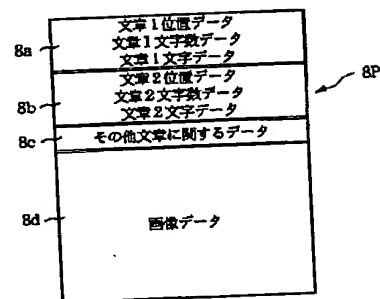 8a
文章1位置データ
文章1文字数データ
文章1文字データ
8P
8b
文章2位置データ
文章2文字数データ
文章2文字データ
8c
その他文章に関するデータ
8d
画像データ